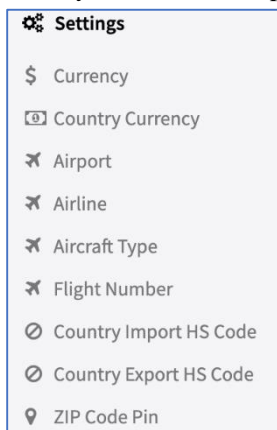 Settings
$ Currency
Country Currency
Airport
Airline
Aircraft Type
Flight Number
Country Import HS Code
Country Export HS Code
ZIP Code Pin